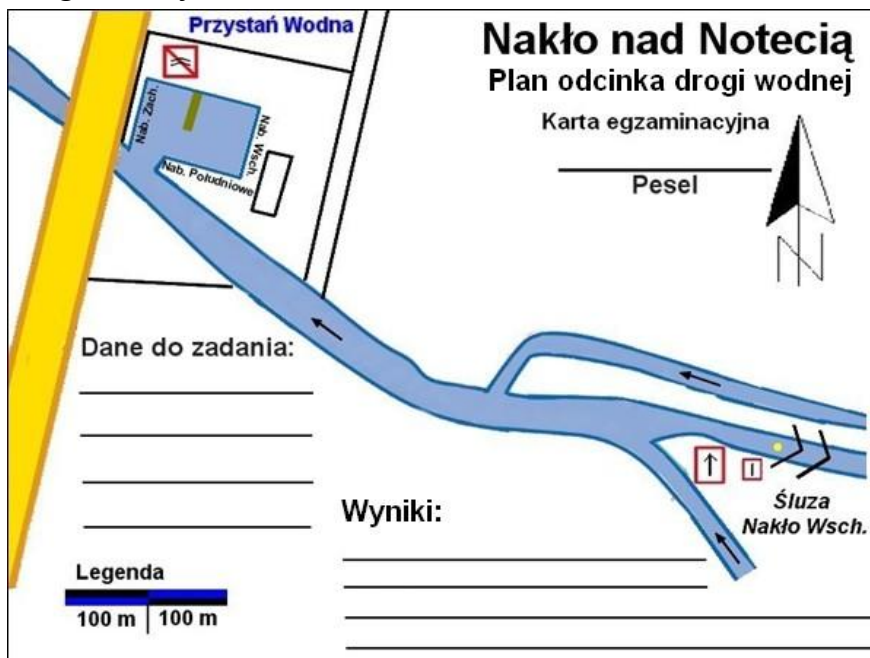 Przystań Wodna
Nab. Zach.
Nab. Wsch.
Nab. Południowe
Nakło nad Notecią
Plan odcinka drogi wodnej
Karta egzaminacyjna
Pesel
N
Dane do zadania:
Śluza
Nakło Wsch.
Wyniki:
Legenda
100 m 100 m